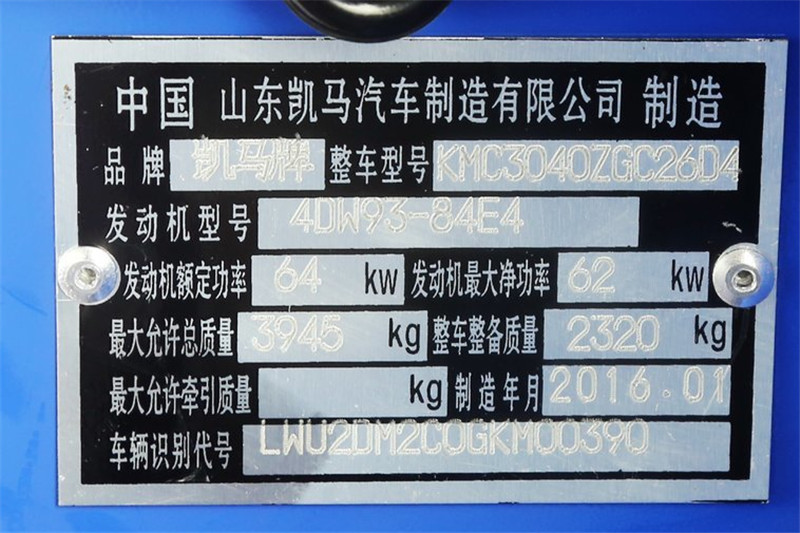 中国 山东凯马汽车制造有限公司 制造
品牌 凯马牌 整车型号 KMC3040ZGC26D4
发动机型号 4DW93-84E4
发动机额定功率 64 kw 发动机最大净功率 62 kw
最大允许总质量 3945 kg 整车整备质量 2320 kg
最大允许牵引质量 kg 制造年月 2016.01
车辆识别代号 LWU2DM2C0GKM00390